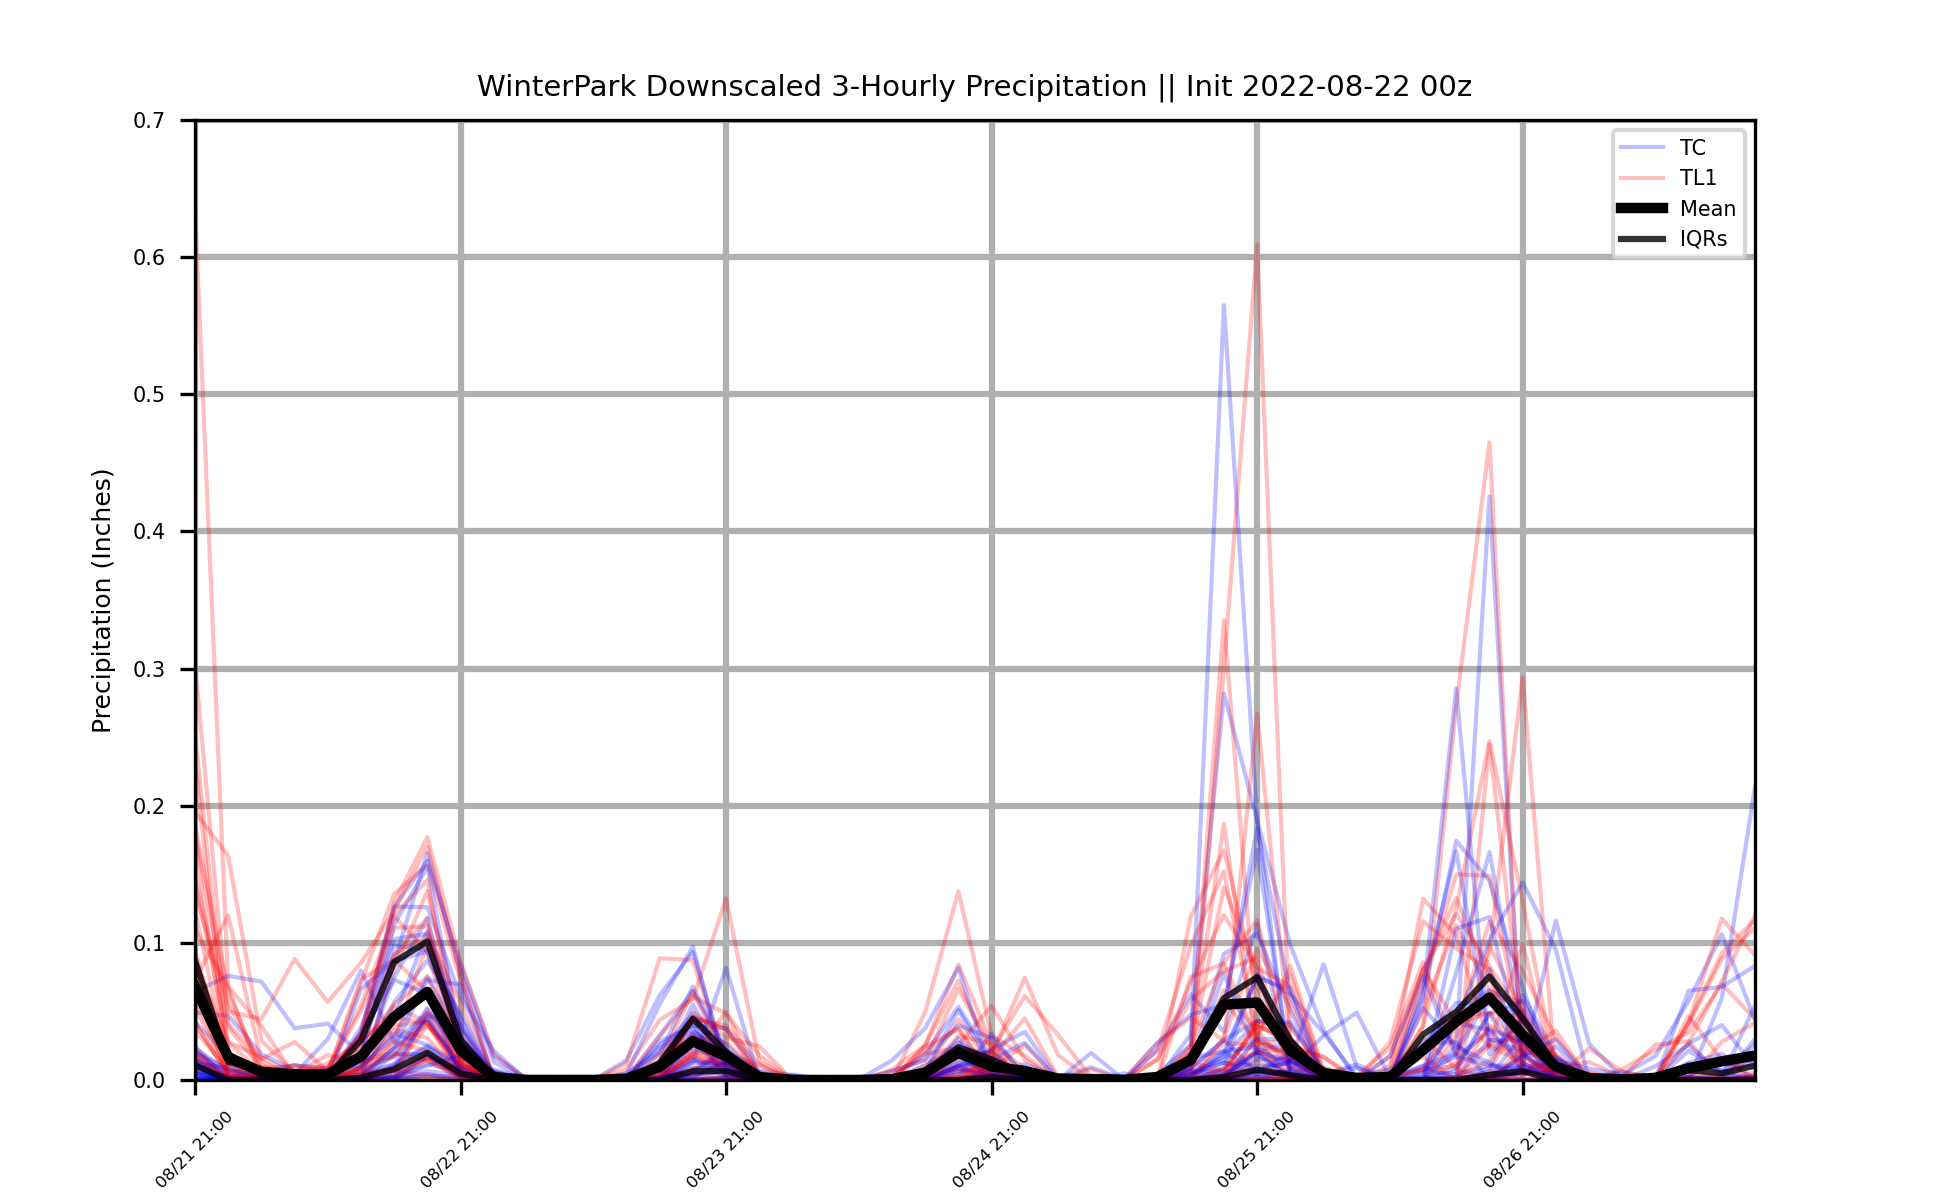 WinterPark Downscaled 3-Hourly Precipitation || Init 2022-08-22 00z
0.7
0.6
0.5
0.4
0.3
0.2
0.1
0.0
Precipitation (Inches)
TC
TL1
Mean
IQRs
08/21 21:00
08/22 21:00
08/23 21:00
08/24 21:00
08/25 21:00
08/26 21:00